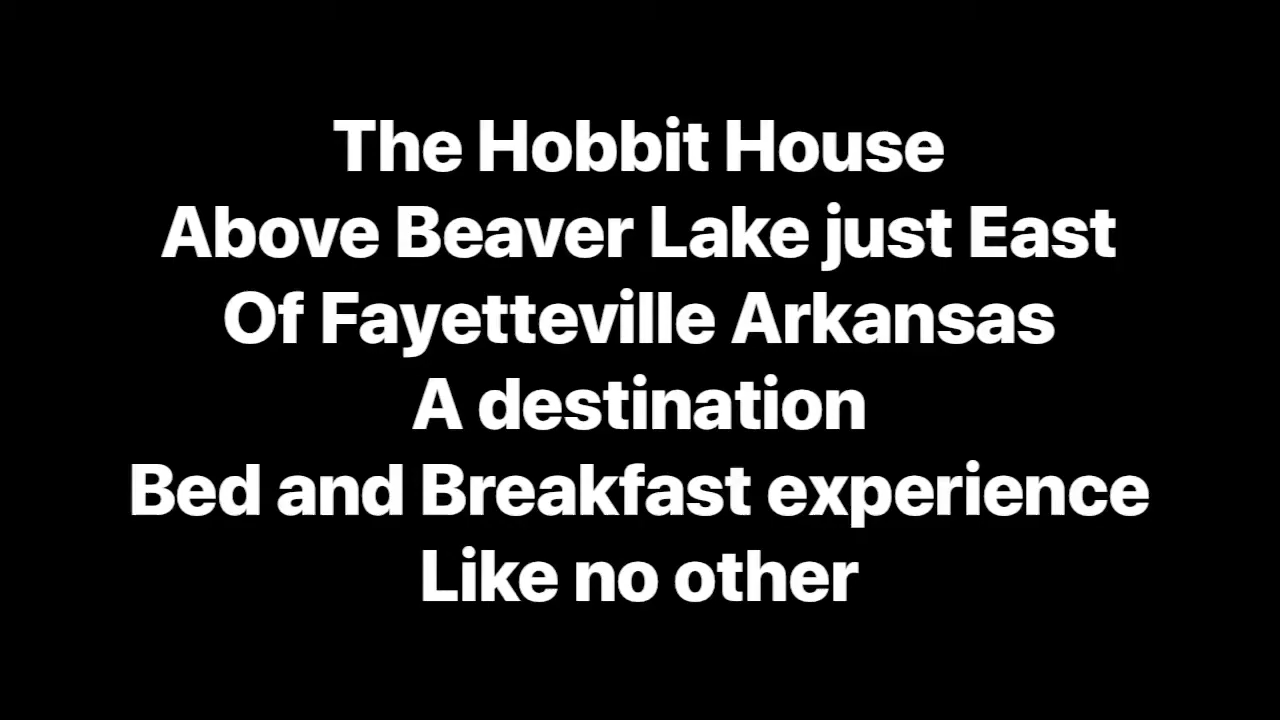 The Hobbit House
Above Beaver Lake just East
Of Fayetteville Arkansas
A destination
Bed and Breakfast experience
Like no other